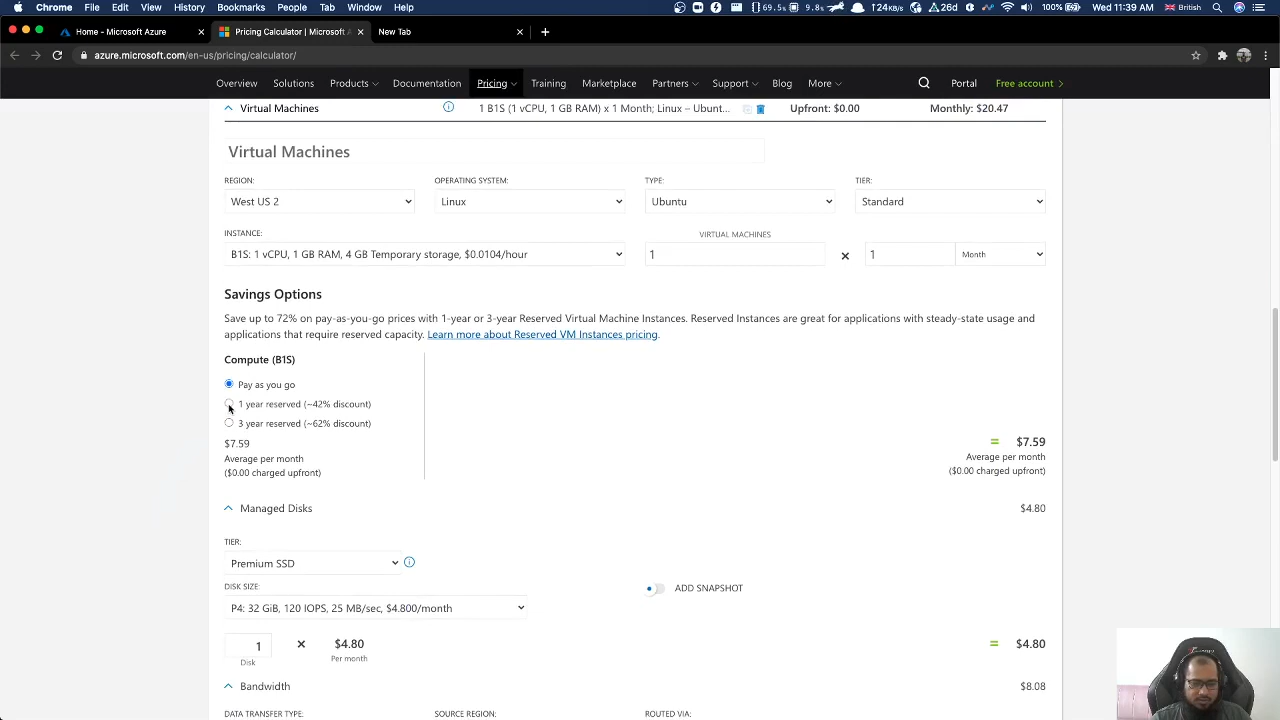 Chrome File Edit View History Bookmarks People Tab Window Help 69.5% 9.8 124kB/s 26d 100% Wed 11:39 AM British
Home - Microsoft Azure
Pricing Calculator | Microsoft A
New Tab
azure.microsoft.com/en-us/pricing/calculator/
Overview Solutions Products Documentation Pricing Training Marketplace Partners Support Blog More Portal Free account
Virtual Machines 1 B1S (1 vCPU, 1 GB RAM) x 1 Month; Linux – Ubunt... Upfront: $0.00 Monthly: $20.47
Virtual Machines
REGION: OPERATING SYSTEM: TYPE: TIER:
West US 2 Linux Ubuntu Standard
INSTANCE: VIRTUAL MACHINES
B1S: 1 vCPU, 1 GB RAM, 4 GB Temporary storage, $0.0104/hour 1 × 1 Month
Savings Options
Save up to 72% on pay-as-you-go prices with 1-year or 3-year Reserved Virtual Machine Instances. Reserved Instances are great for applications with steady-state usage and
applications that require reserved capacity. Learn more about Reserved VM Instances pricing.
Compute (B1S)
Pay as you go
1 year reserved (~42% discount)
3 year reserved (~62% discount)
$7.59 = $7.59
Average per month Average per month
($0.00 charged upfront) ($0.00 charged upfront)
Managed Disks $4.80
TIER:
Premium SSD
DISK SIZE: ADD SNAPSHOT
P4: 32 GiB, 120 IOPS, 25 MB/sec, $4.800/month
1 × $4.80 = $4.80
Disk Per month
Bandwidth $8.08
DATA TRANSFER TYPE: SOURCE REGION: ROUTED VIA: